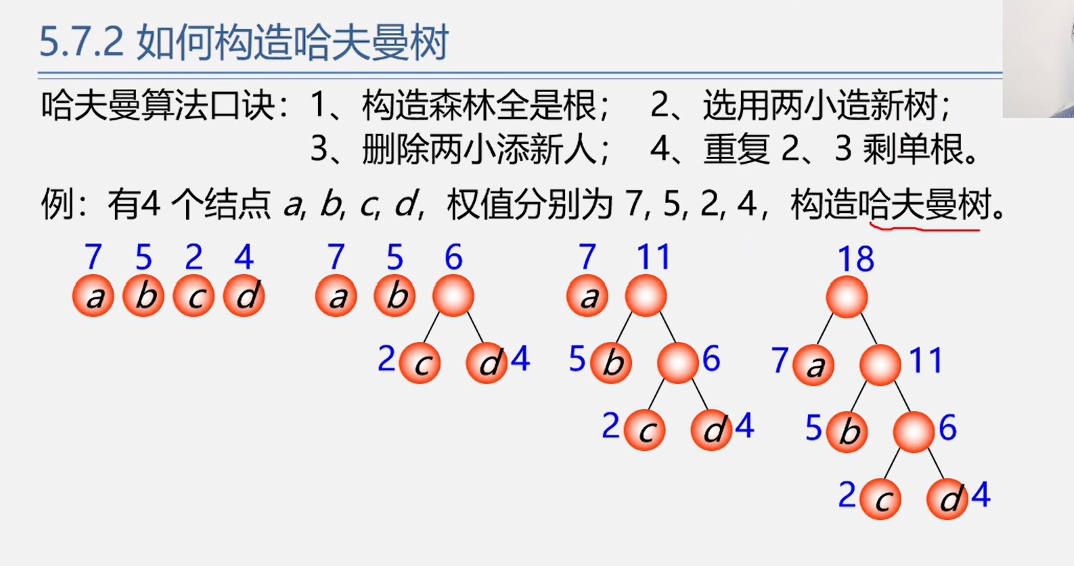 5.7.2 如何构造哈夫曼树
哈夫曼算法口诀：1、构造森林全是根； 2、选用两小造新树；
3、删除两小添新人； 4、重复 2、3 剩单根。
例：有4 个结点 a, b, c, d，权值分别为 7, 5, 2, 4，构造哈夫曼树。
7 5 2 4 7 5 6 7 11 18
a b c d a b a
2 c d 4 5 b 6 7 a 11
2 c d 4 5 b 6
2 c d 4